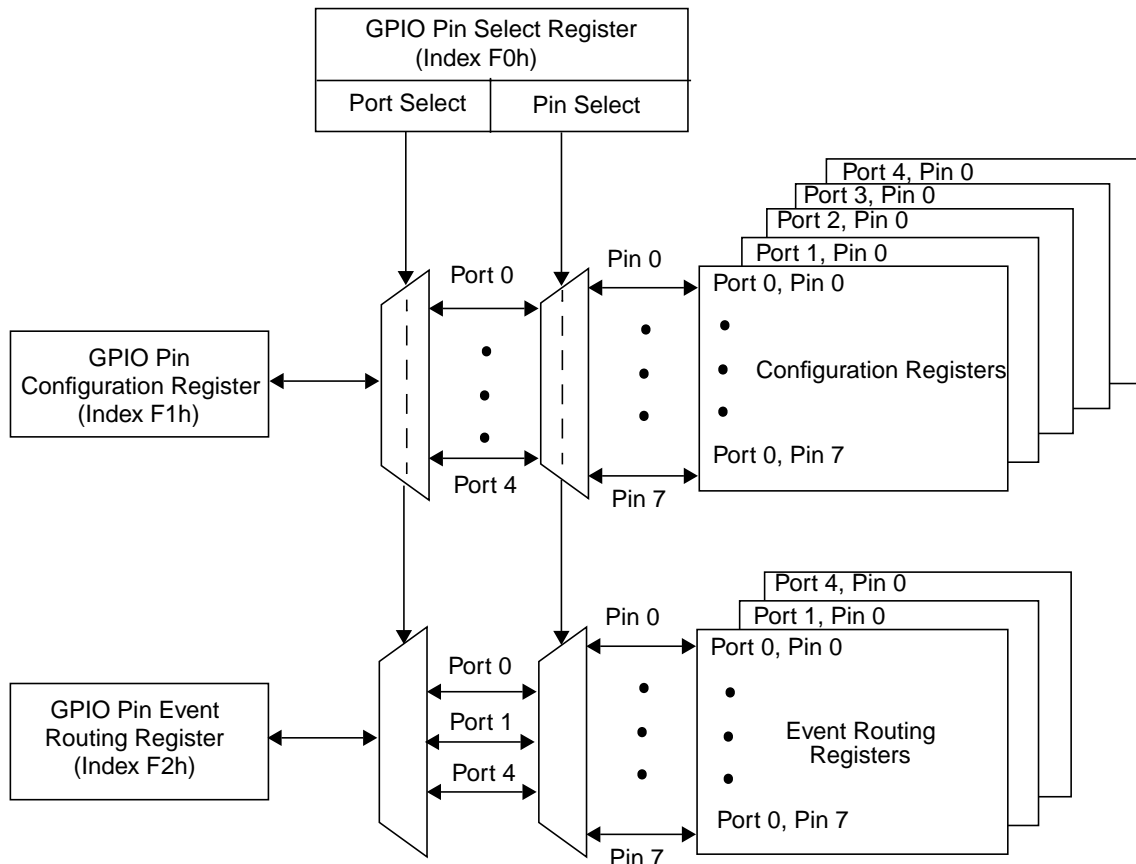 GPIO Pin Select Register
(Index F0h)
Port Select
Pin Select
Port 4, Pin 0
Port 3, Pin 0
Port 2, Pin 0
Port 1, Pin 0
Port 0, Pin 0
Port 0
Pin 0
GPIO Pin
Configuration Register
(Index F1h)
Configuration Registers
Port 0, Pin 7
Port 4
Pin 7
Port 4, Pin 0
Port 1, Pin 0
Port 0, Pin 0
Pin 0
Port 0
Port 1
Port 4
GPIO Pin Event
Routing Register
(Index F2h)
Event Routing
Registers
Port 0, Pin 7
Pin 7